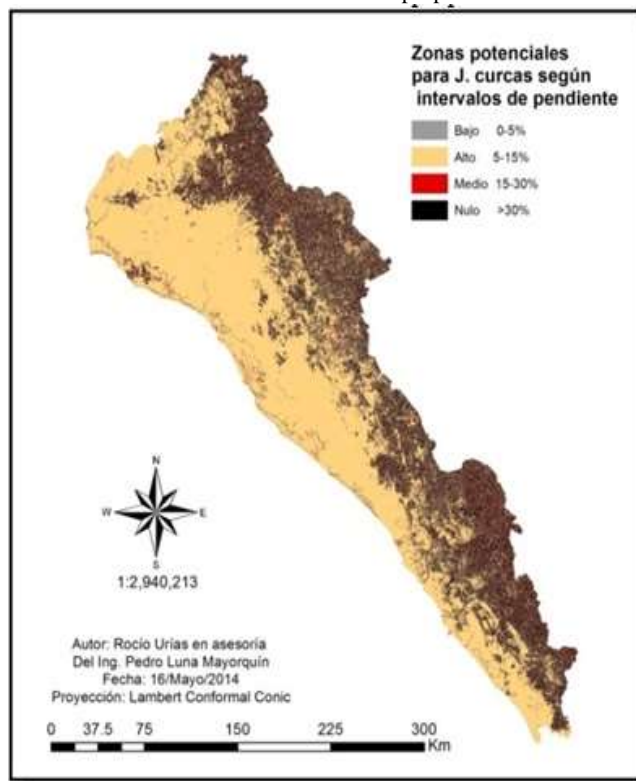 Zonas potenciales
para J. curcas según
intervalos de pendiente
Bajo 0-5%
Alto 5-15%
Medio 15-30%
Nulo >30%
N
W E
S
1:2,940,213
Autor: Rocío Urías en asesoría
Del Ing. Pedro Luna Mayorquín
Fecha: 16/Mayo/2014
Proyección: Lambert Conformal Conic
0 37.5 75 150 225 300
Km